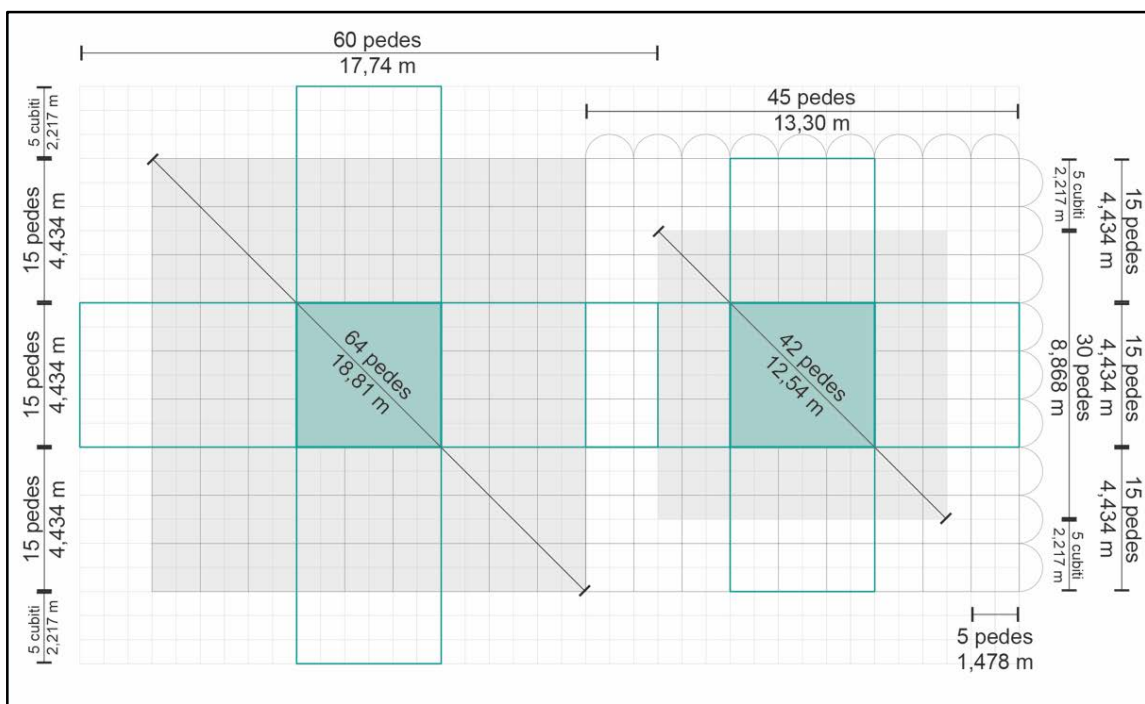 60 pedes
17,74 m
45 pedes
13,30 m
5 cubiti
2,217 m
15 pedes
4,434 m
15 pedes
4,434 m
15 pedes
4,434 m
5 cubiti
2,217 m
64 pedes
18,81 m
42 pedes
12,54 m
5 cubiti
2,217 m
30 pedes
8,868 m
5 cubiti
2,217 m
15 pedes
4,434 m
15 pedes
4,434 m
15 pedes
4,434 m
5 pedes
1,478 m